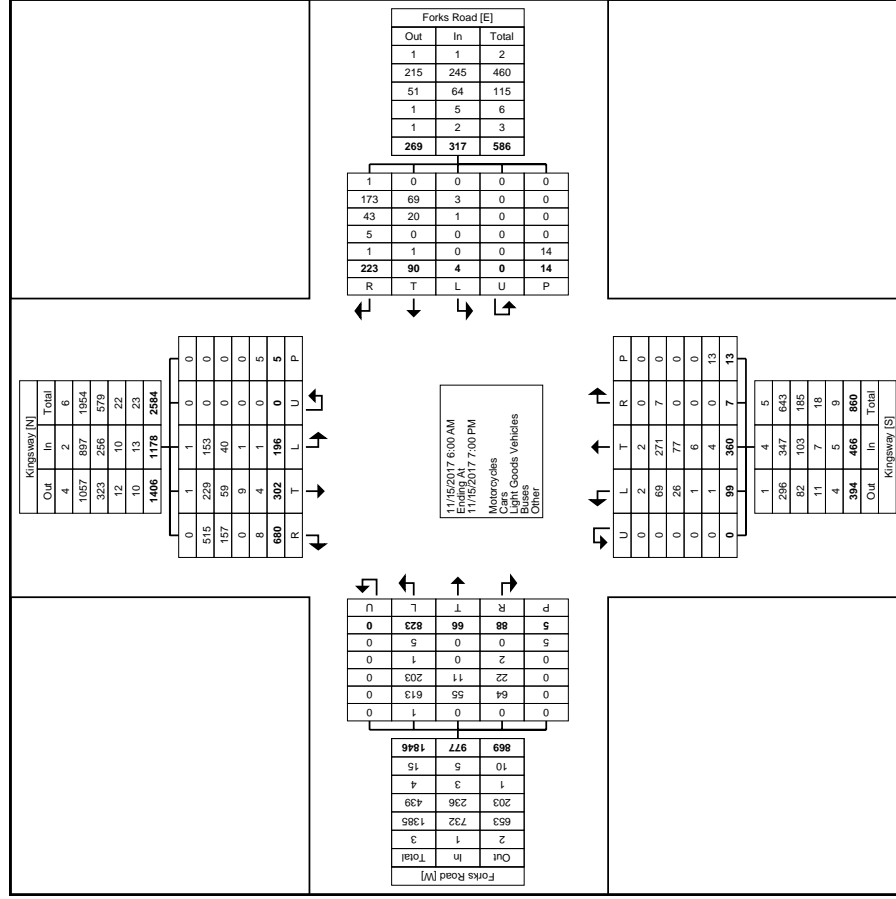 Forks Road [E]
Out In Total
1 1 2
215 245 460
51 64 115
1 5 6
1 2 3
269 317 586
1 0 0 0 0
173 69 3 0 0
43 20 1 0 0
5 0 0 0 0
1 1 0 0 14
223 90 4 0 14
R T L U P
Kingsway [N]
Out In Total
4 2 6
1057 897 1954
323 256 579
12 10 22
10 13 23
1406 1178 2584
0 1 1 0 0
515 229 153 0 0
157 59 40 0 0
0 9 1 0 0
8 4 1 0 5
680 302 196 0 5
R T L U P
11/15/2017 6:00 AM
Ending At
11/15/2017 7:00 PM
Motorcycles
Cars
Light Goods Vehicles
Buses
Other
U L T R P
0 0 2 0 0
0 69 271 7 0
0 26 77 0 0
0 1 6 0 0
0 1 4 0 13
0 99 360 7 13
1 4 5
296 347 643
82 103 185
11 7 18
4 5 9
394 466 860
Out In Total
Kingsway [S]
U L T R P
0 823 66 88 5
0 5 0 0 5
0 1 0 2 0
0 203 11 22 0
0 613 55 64 0
0 1 0 0 0
1846 977 869
15 5 10
4 3 1
439 236 203
1385 732 653
3 1 2
Total In Out
Forks Road [W]